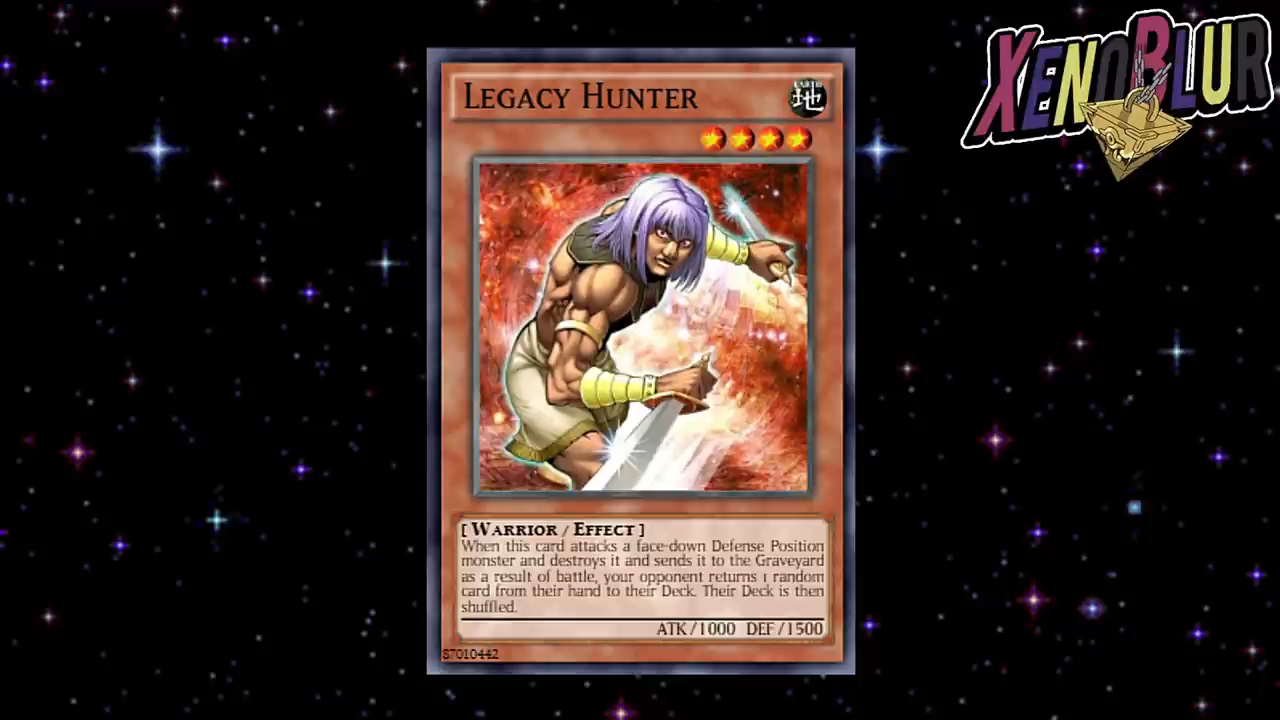 XENOBLUR
LEGACY HUNTER
EARTH
地
[ WARRIOR / EFFECT ]
When this card attacks a face-down Defense Position
monster and destroys it and sends it to the Graveyard
as a result of battle, your opponent returns 1 random
card from their hand to their Deck. Their Deck is then
shuffled.
ATK/1000 DEF/1500
87010442